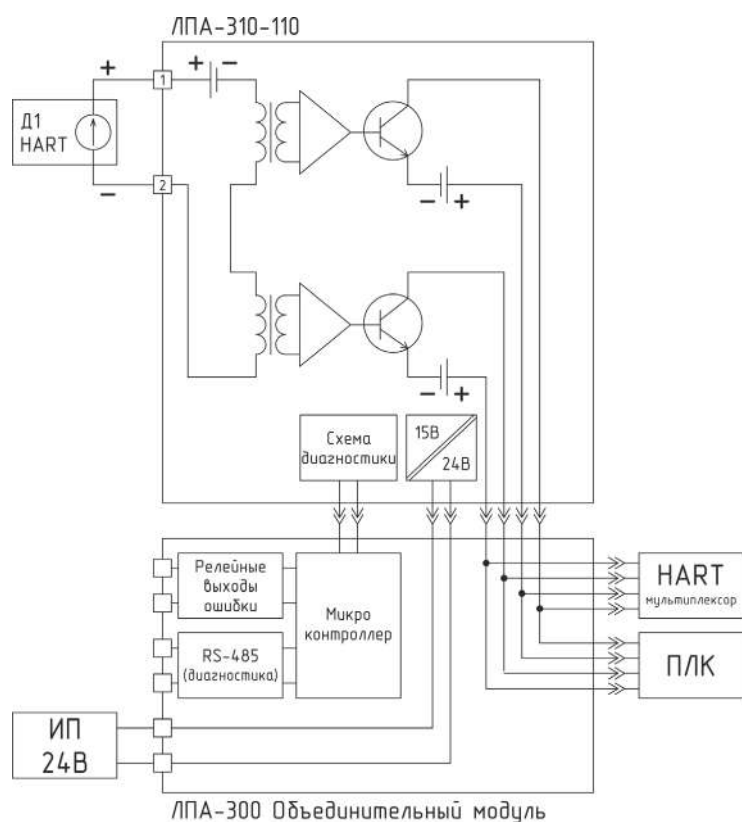 ЛПА-310-110
+
1
+ −
Д1
HART
−
2
− +
− +
Схема
диагностики
15В
24В
Релейные
выходы
ошибки
Микро
контроллер
RS-485
(диагностика)
HART
мультиплексор
ПЛК
ИП
24В
ЛПА-300 Объединительный модуль